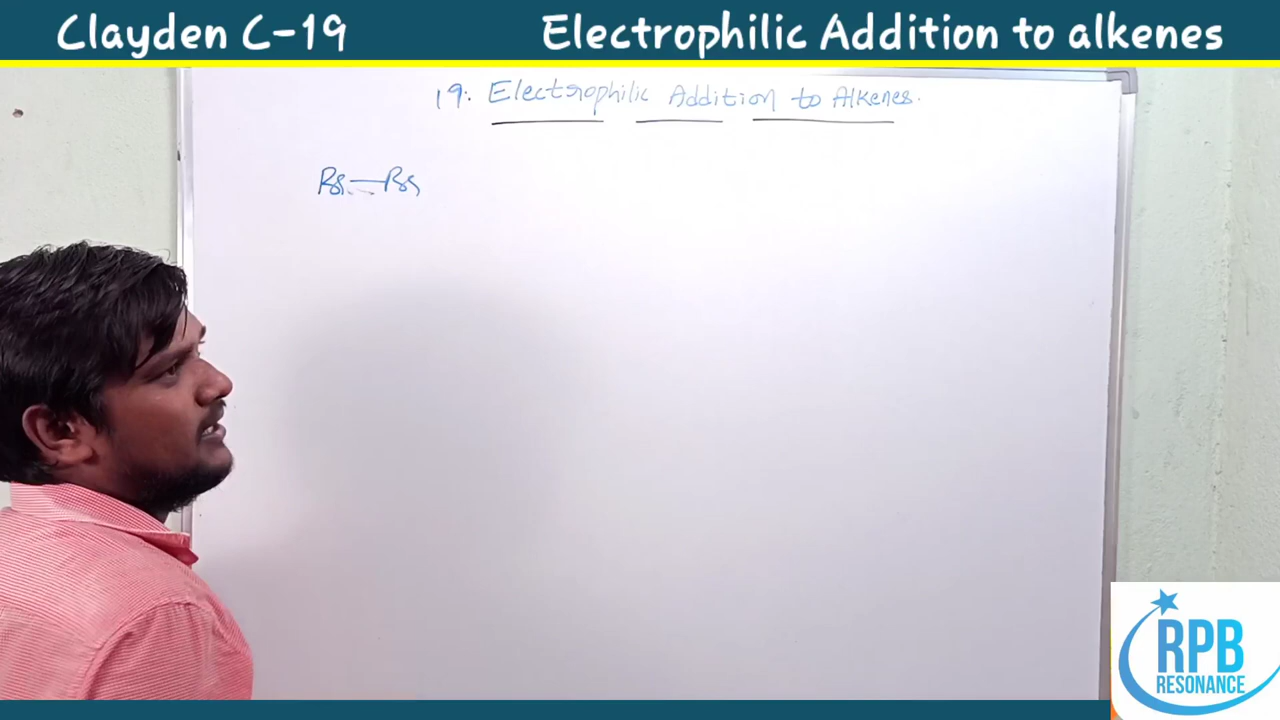 Clayden C-19 Electrophilic Addition to alkenes
19. Electrophilic Addition to Alkenes.
Br—Br
RPB
RESONANCE